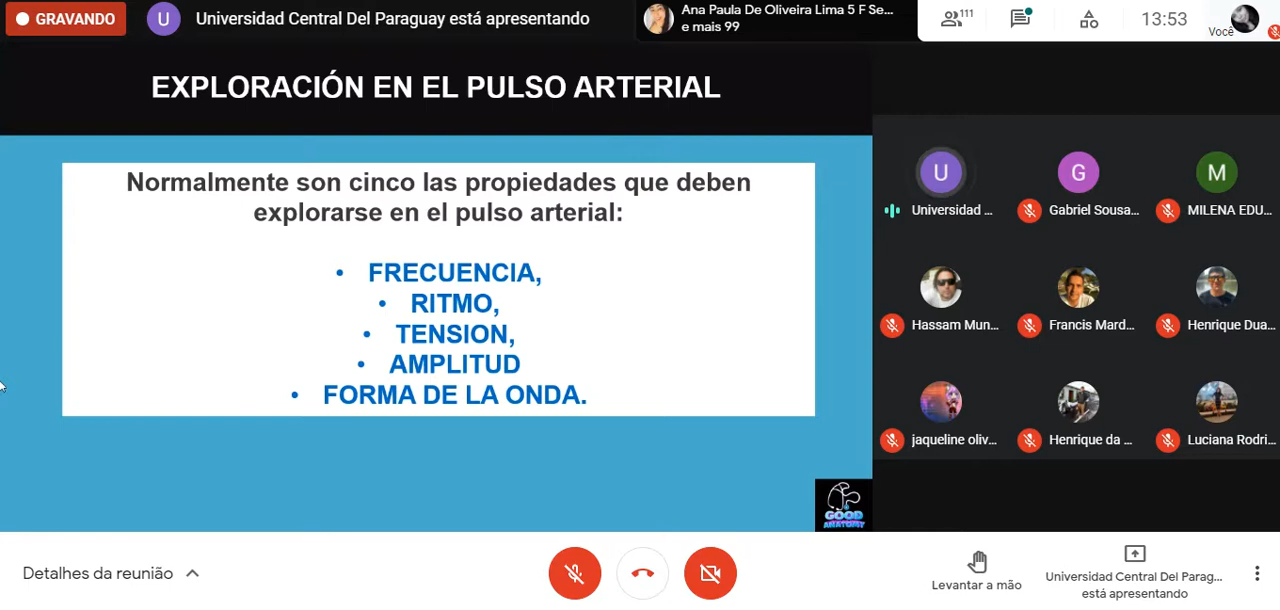 GRAVANDO
U
Universidad Central Del Paraguay está apresentando
Ana Paula De Oliveira Lima 5 F Se...
e mais 99
111
13:53
Você
EXPLORACIÓN EN EL PULSO ARTERIAL
Normalmente son cinco las propiedades que deben
explorarse en el pulso arterial:
• FRECUENCIA,
• RITMO,
• TENSION,
• AMPLITUD
• FORMA DE LA ONDA.
GOOD
ANATOMY
U
G
M
Universidad ...
Gabriel Sousa...
MILENA EDU...
Hassam Mun...
Francis Mard...
Henrique Dua...
jaqueline oliv...
Henrique da ...
Luciana Rodri...
Detalhes da reunião
Levantar a mão
Universidad Central Del Parag...
está apresentando